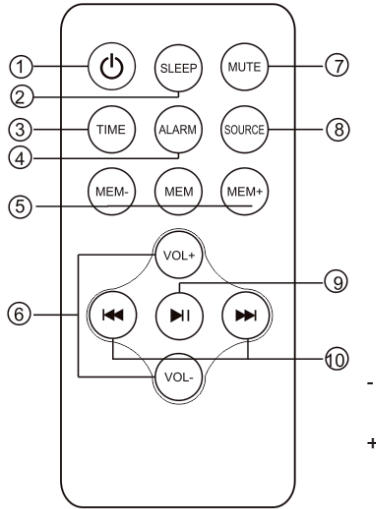 ① SLEEP MUTE ⑦
②
③ TIME ALARM SOURCE ⑧
④
MEM- MEM MEM+
⑤
VOL+
⑨
⑥
⑩
VOL-
-
+